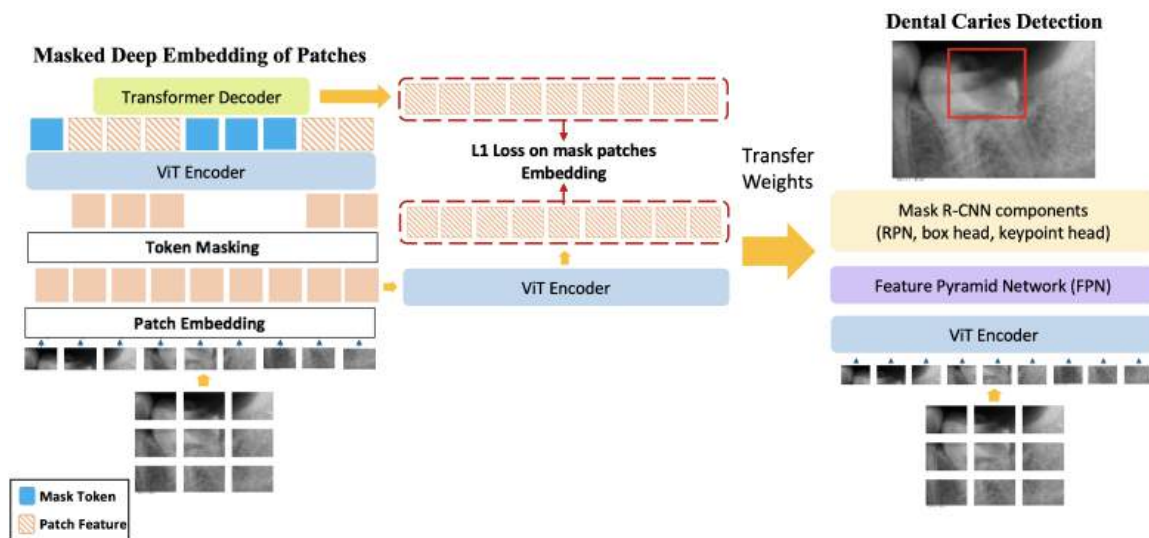 Dental Caries Detection
Masked Deep Embedding of Patches
Transformer Decoder
ViT Encoder
Token Masking
Patch Embedding
L1 Loss on mask patches
Embedding
ViT Encoder
Transfer
Weights
Mask R-CNN components
(RPN, box head, keypoint head)
Feature Pyramid Network (FPN)
ViT Encoder
Mask Token
Patch Feature